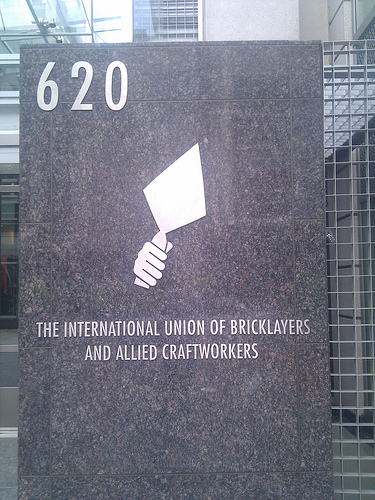 620
THE INTERNATIONAL UNION OF BRICKLAYERS
AND ALLIED CRAFTWORKERS